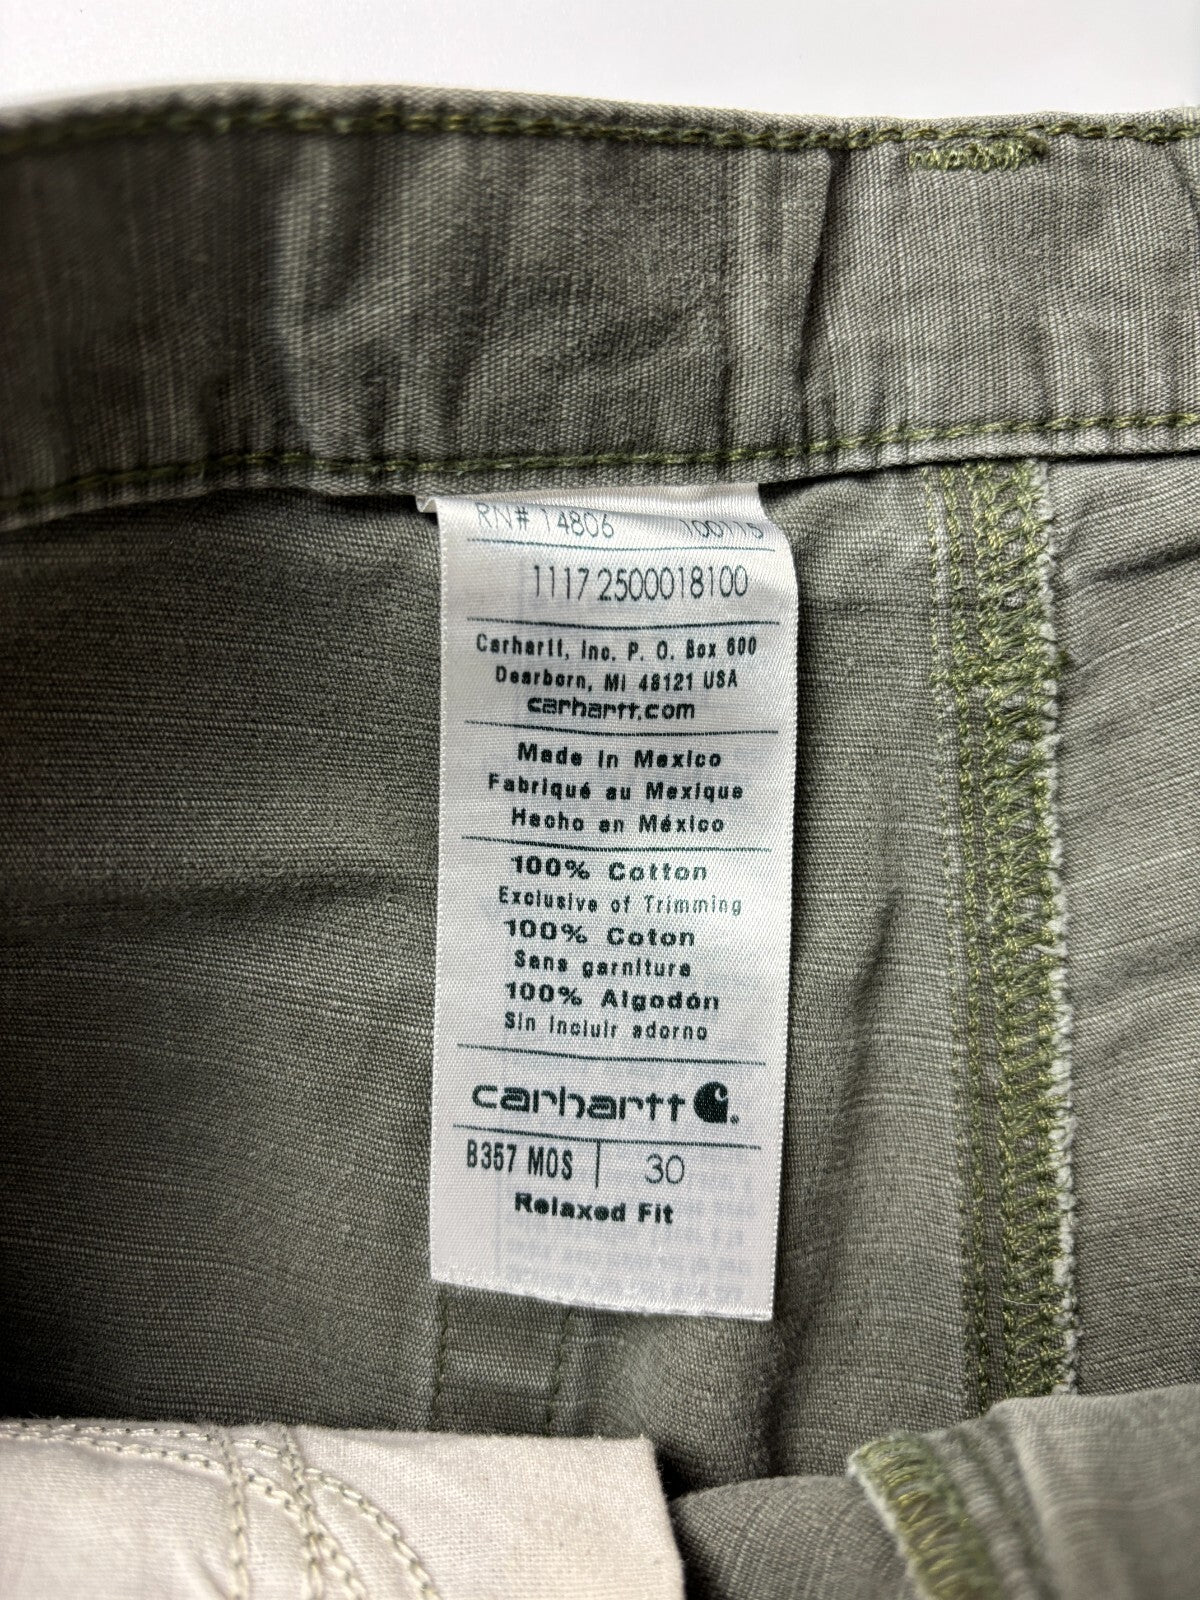 RN# 14806 100115
1117 2500018100
Carhartt, Inc. P. O. Box 600
Dearborn, MI 48121 USA
carhartt.com
Made in Mexico
Fabriqué au Mexique
Hecho en México
100% Cotton
Exclusive of Trimming
100% Coton
Sans garniture
100% Algodón
Sin incluir adorno
carhartt
B357 MOS | 30
Relaxed Fit